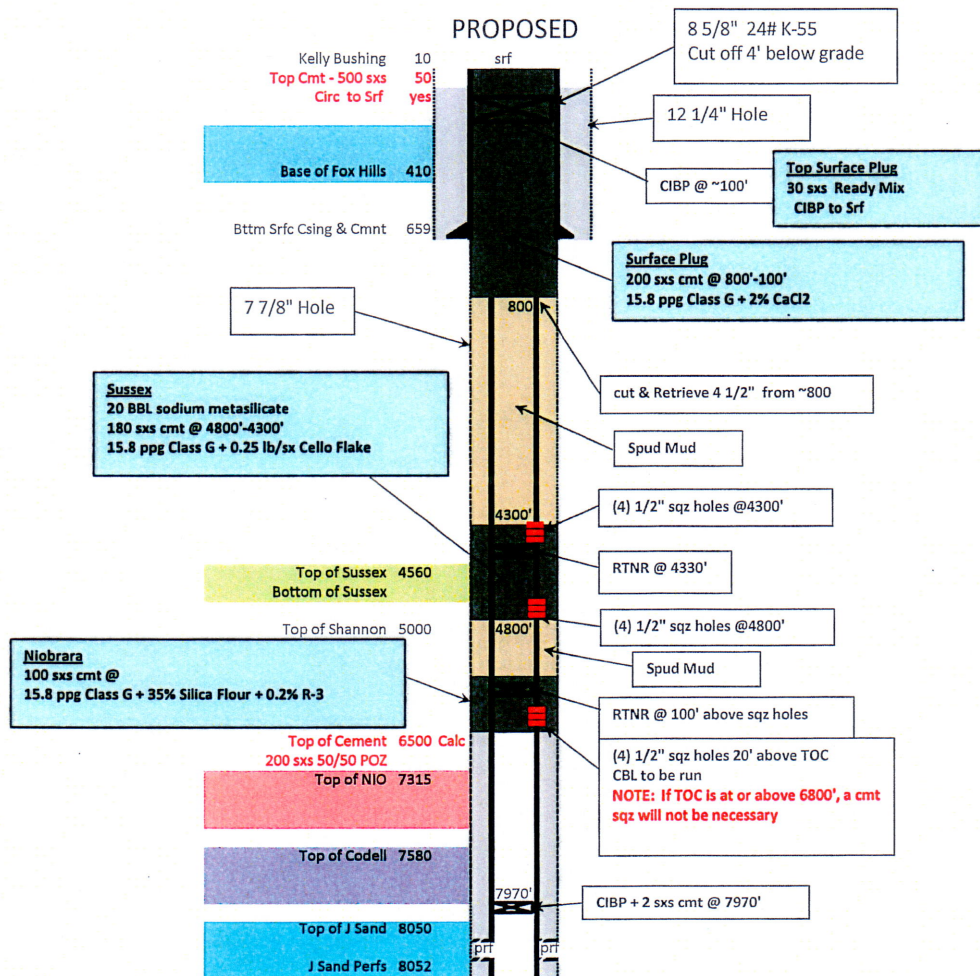 PROPOSED
8 5/8" 24# K-55
Cut off 4' below grade
Kelly Bushing 10
srf
Top Cmt - 500 sxs 50
Circ to Srf yes
12 1/4" Hole
Base of Fox Hills 410
CIBP @ ~100'
Top Surface Plug
30 sxs Ready Mix
CIBP to Srf
Bttm Srfc Csing & Cmnt 659
Surface Plug
200 sxs cmt @ 800'-100'
15.8 ppg Class G + 2% CaCl2
7 7/8" Hole
800
cut & Retrieve 4 1/2" from ~800
Sussex
20 BBL sodium metasilicate
180 sxs cmt @ 4800'-4300'
15.8 ppg Class G + 0.25 lb/sx Cello Flake
Spud Mud
4300'
(4) 1/2" sqz holes @4300'
RTNR @ 4330'
Top of Sussex 4560
Bottom of Sussex
(4) 1/2" sqz holes @4800'
Top of Shannon 5000
4800'
Spud Mud
Niobrara
100 sxs cmt @
15.8 ppg Class G + 35% Silica Flour + 0.2% R-3
RTNR @ 100' above sqz holes
Top of Cement 6500 Calc
200 sxs 50/50 POZ
(4) 1/2" sqz holes 20' above TOC
CBL to be run
NOTE: If TOC is at or above 6800', a cmt
sqz will not be necessary
Top of NIO 7315
Top of Codell 7580
7970'
CIBP + 2 sxs cmt @ 7970'
Top of J Sand 8050
prf
prf
J Sand Perfs 8052